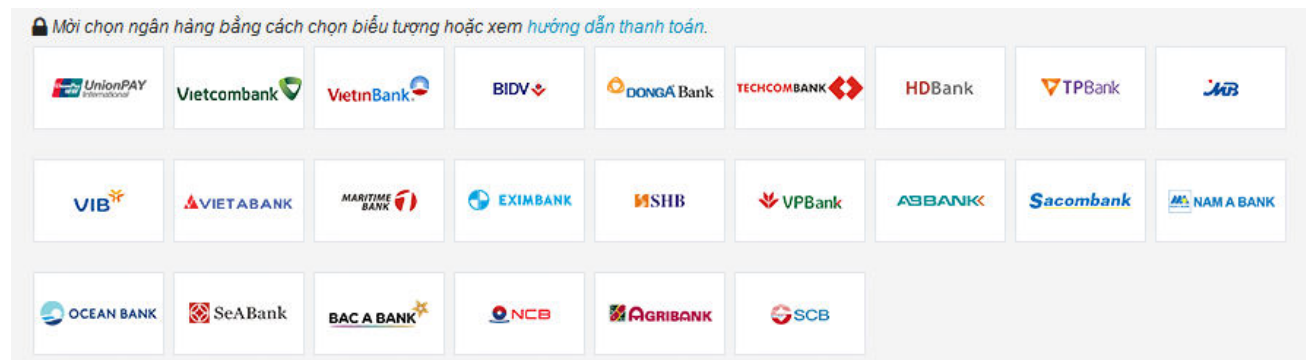 Mời chọn ngân hàng bằng cách chọn biểu tượng hoặc xem hướng dẫn thanh toán.
UnionPAY
International
Vietcombank
VietinBank
BIDV
DONGA Bank
TECHCOMBANK
HDBank
TPBank
MB
VIB
VIETABANK
MARITIME
BANK
EXIMBANK
SHB
VPBank
ABBANK
Sacombank
NAM A BANK
OCEAN BANK
SeABank
BAC A BANK
NCB
AGRIBANK
SCB